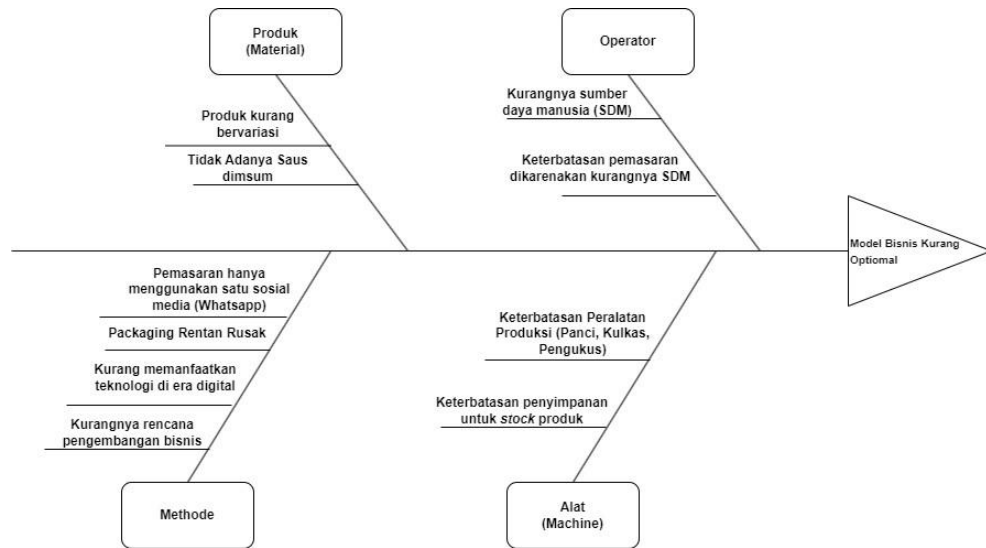 Produk
(Material)
Operator
Produk kurang
bervariasi
Tidak Adanya Saus
dimsum
Kurangnya sumber
daya manusia (SDM)
Keterbatasan pemasaran
dikarenakan kurangnya SDM
Model Bisnis Kurang
Optiomal
Pemasaran hanya
menggunakan satu sosial
media (Whatsapp)
Packaging Rentan Rusak
Kurang memanfaatkan
teknologi di era digital
Kurangnya rencana
pengembangan bisnis
Keterbatasan Peralatan
Produksi (Panci, Kulkas,
Pengukus)
Keterbatasan penyimpanan
untuk stock produk
Methode
Alat
(Machine)